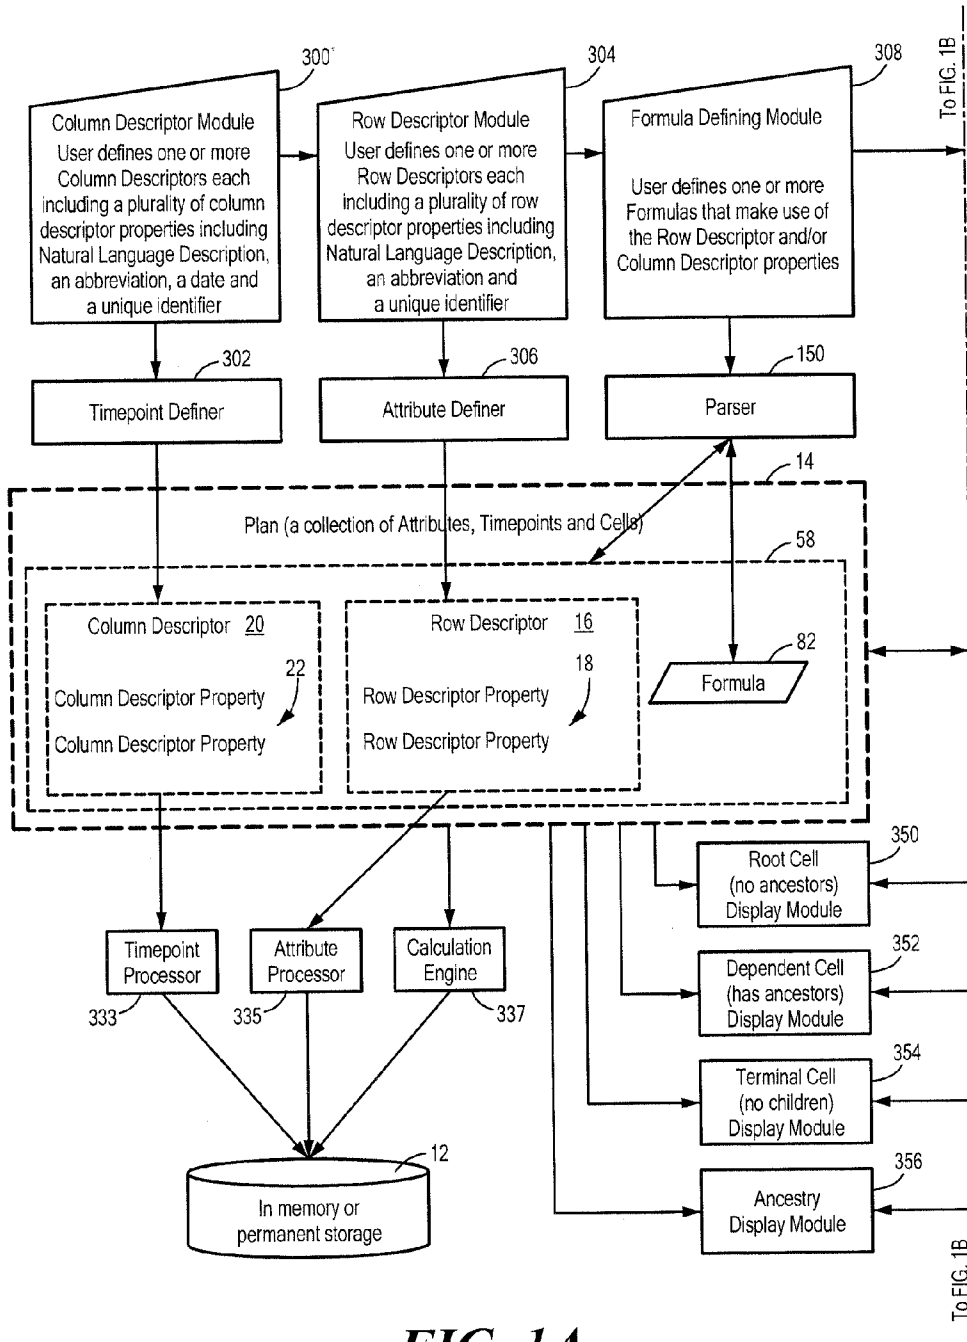 300
304
308
To FIG. 1B
Column Descriptor Module
User defines one or more
Column Descriptors each
including a plurality of column
descriptor properties including
Natural Language Description,
an abbreviation, a date and
a unique identifier
Row Descriptor Module
User defines one or more
Row Descriptors each
including a plurality of row
descriptor properties including
Natural Language Description,
an abbreviation and
a unique identifier
Formula Defining Module
User defines one or more
Formulas that make use of
the Row Descriptor and/or
Column Descriptor properties
302
306
150
Timepoint Definer
Attribute Definer
Parser
14
Plan (a collection of Attributes, Timepoints and Cells)
58
Column Descriptor 20
22
Column Descriptor Property
Column Descriptor Property
Row Descriptor 16
18
Row Descriptor Property
Row Descriptor Property
82
Formula
350
Root Cell
(no ancestors)
Display Module
352
Dependent Cell
(has ancestors)
Display Module
354
Terminal Cell
(no children)
Display Module
356
Ancestry
Display Module
Timepoint
Processor
333
Attribute
Processor
335
Calculation
Engine
337
12
In memory or
permanent storage
To FIG. 1B
FIG. 1A